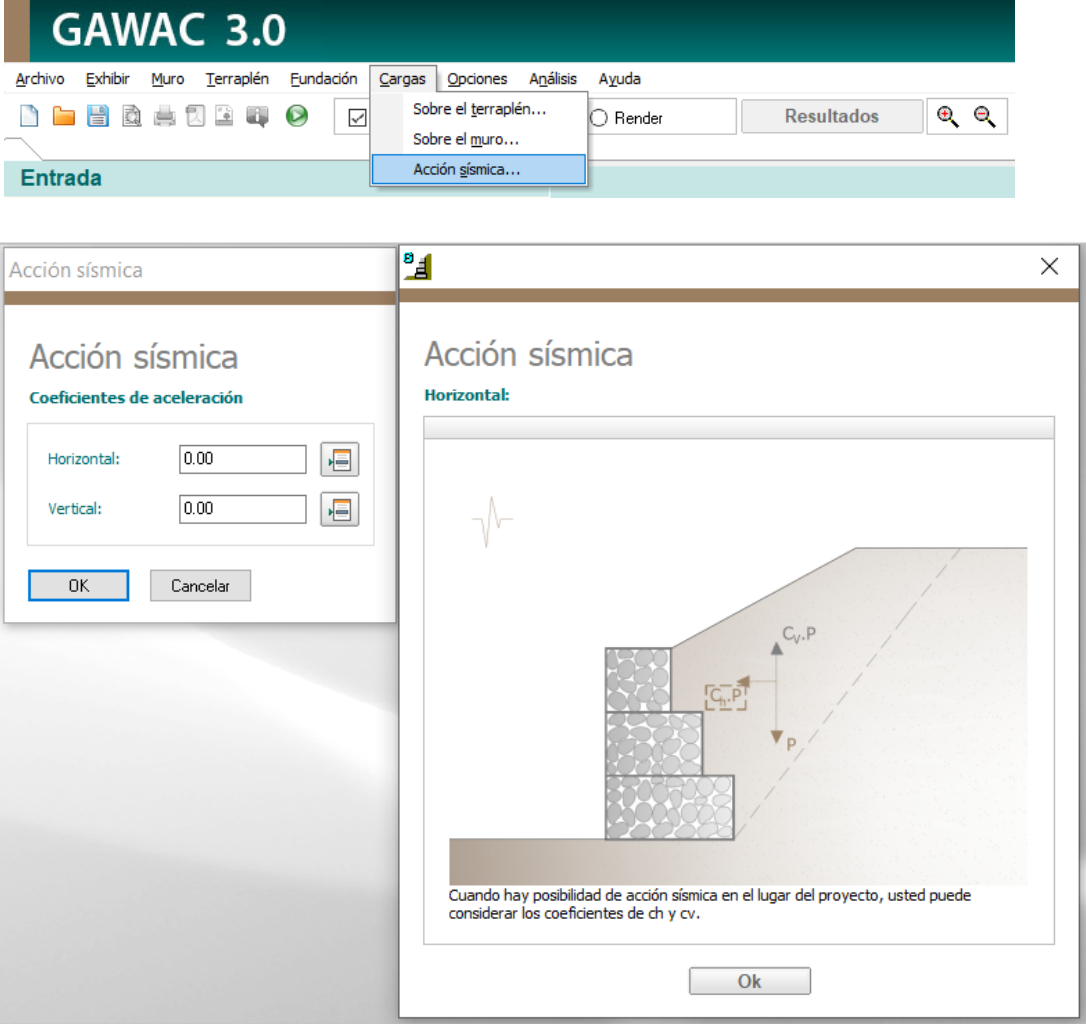 GAWAC 3.0
Archivo Exhibir Muro Terraplén Fundación Cargas Opciones Análisis Ayuda
Sobre el terraplén...
Render
Resultados
Sobre el muro...
Acción sísmica...
Entrada
Acción sísmica
Acción sísmica
Coeficientes de aceleración
Horizontal: 0.00
Vertical: 0.00
OK Cancelar
Acción sísmica
Horizontal:
Cv.P
Ch.P
P
Cuando hay posibilidad de acción sísmica en el lugar del proyecto, usted puede
considerar los coeficientes de ch y cv.
Ok